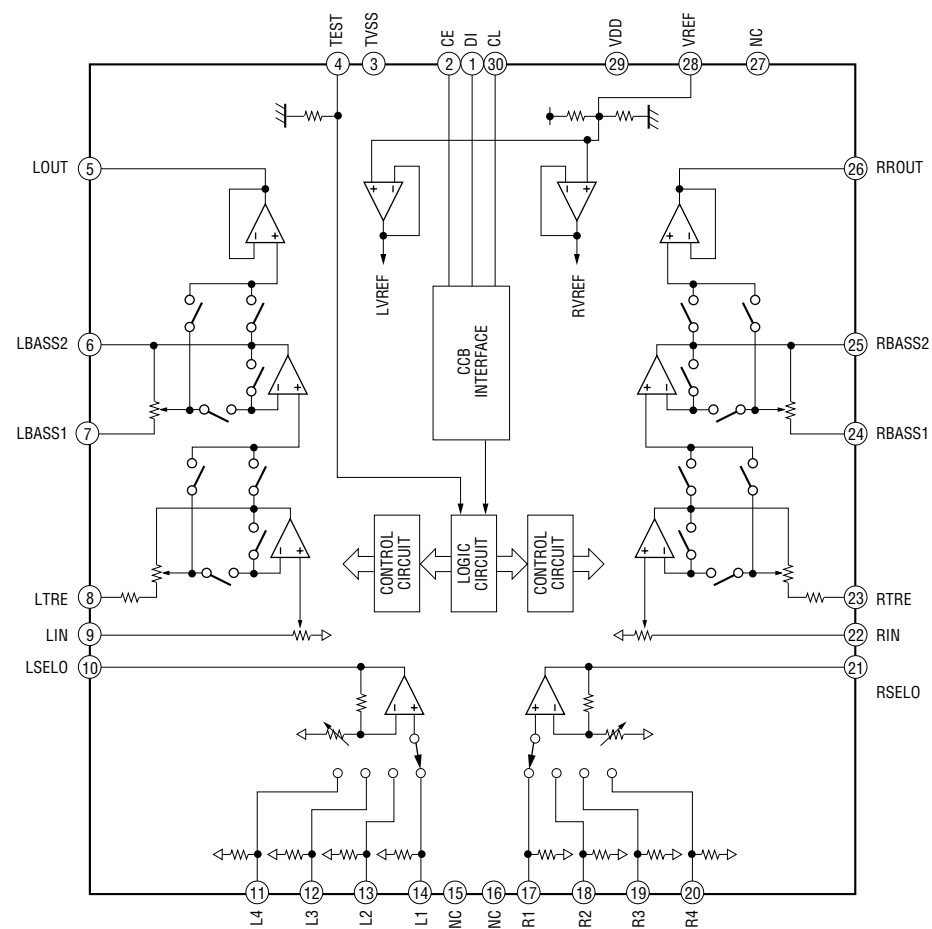 TEST
TVSS
CE
DI
CL
VDD
VREF
NC
4
3
2
1
30
29
28
27
LOUT
5
26
RROUT
+
−
−
+
+
−
−
+
LVREF
RVREF
CCB
INTERFACE
LBASS2
6
25
RBASS2
−
+
+
−
LBASS1
7
24
RBASS1
−
+
+
−
CONTROL
CIRCUIT
LOGIC
CIRCUIT
CONTROL
CIRCUIT
LTRE
8
23
RTRE
LIN
9
22
RIN
LSELO
10
21
RSELO
−
+
+
−
11
12
13
14
15
16
17
18
19
20
L4
L3
L2
L1
NC
NC
R1
R2
R3
R4